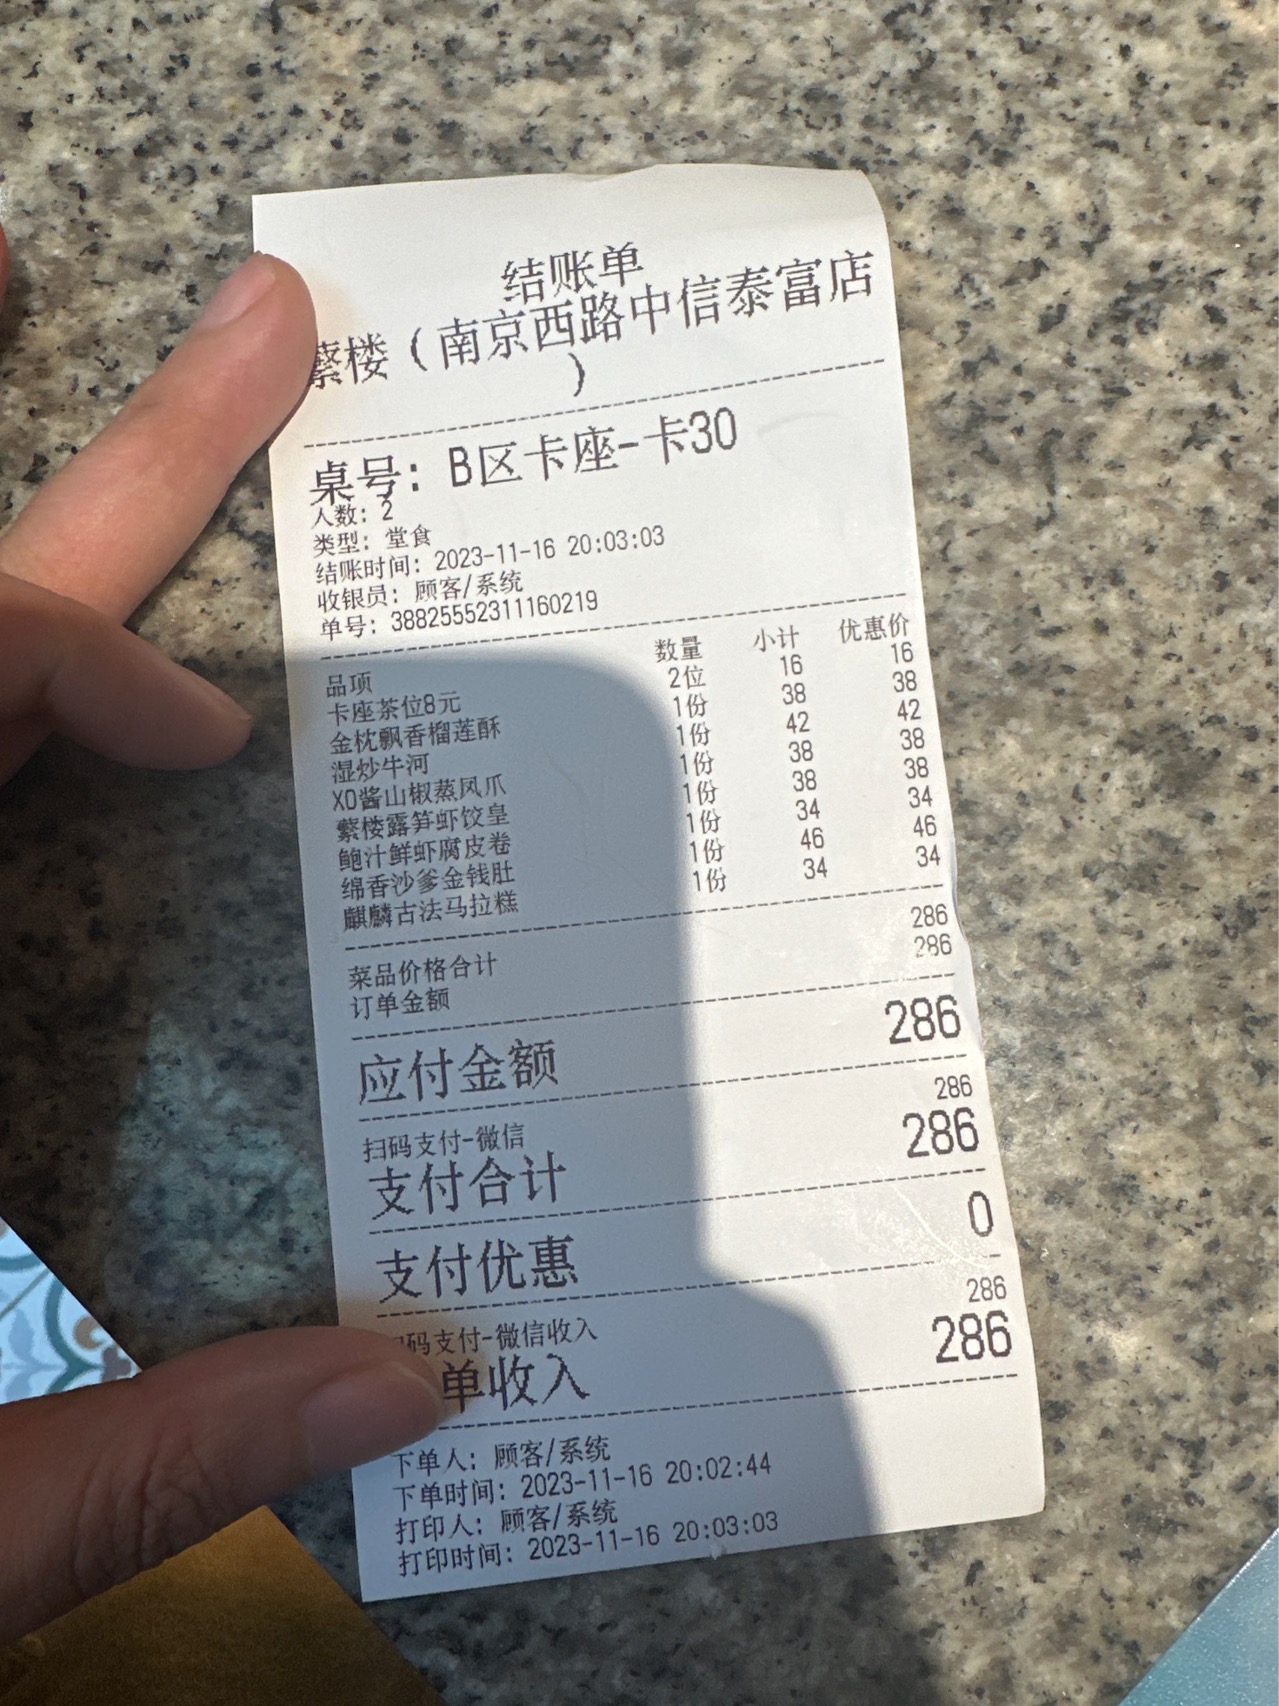 结账单
蘩楼（南京西路中信泰富店
）
桌号：B区卡座-卡30
人数：2
类型：堂食
结账时间：2023-11-16 20:03:03
收银员：顾客/系统
单号：38825552311160219
品项 数量 小计 优惠价
卡座茶位8元 2位 16 16
金枕飘香榴莲酥 1份 38 38
湿炒牛河 1份 42 42
XO酱山椒蒸凤爪 1份 38 38
蘩楼露笋虾饺皇 1份 38 38
鲍汁鲜虾腐皮卷 1份 34 34
绵香沙爹金钱肚 1份 46 46
麒麟古法马拉糕 1份 34 34
菜品价格合计 286
订单金额 286
应付金额 286
扫码支付-微信 286
支付合计 286
支付优惠 0
码支付-微信收入 286
单收入 286
下单人：顾客/系统
下单时间：2023-11-16 20:02:44
打印人：顾客/系统
打印时间：2023-11-16 20:03:03